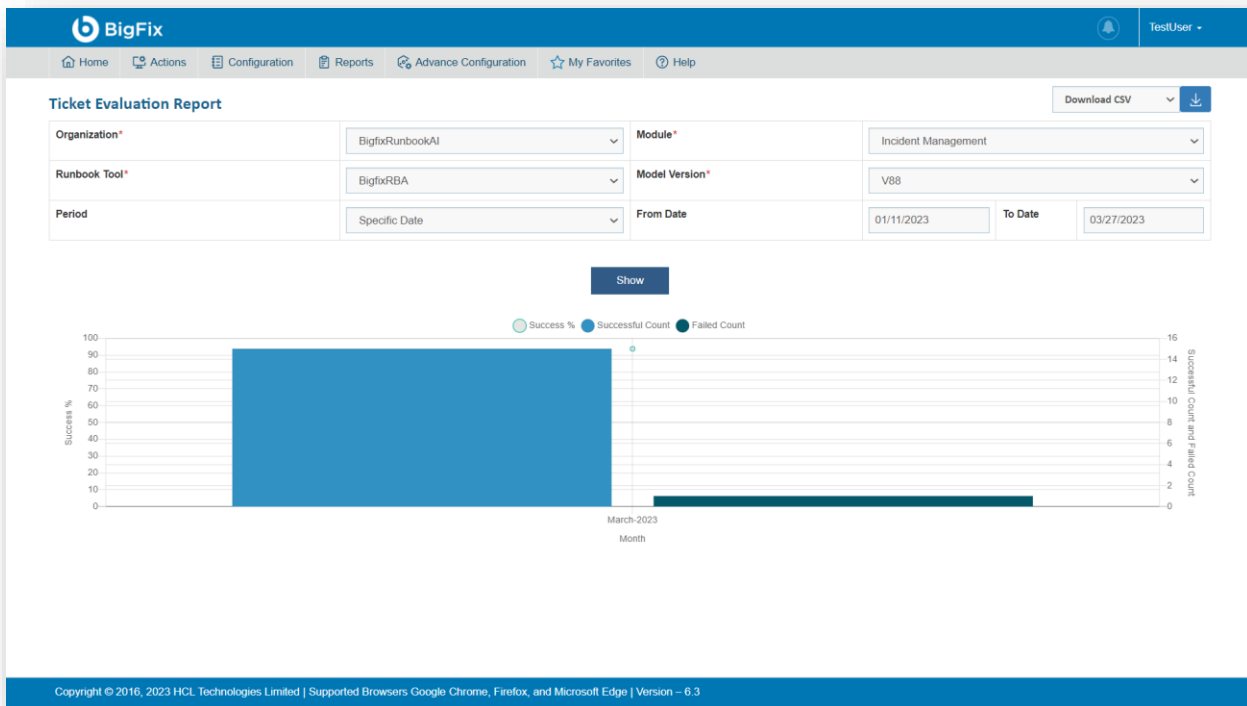 BigFix
TestUser
Home Actions Configuration Reports Advance Configuration My Favorites Help
Ticket Evaluation Report
Download CSV
Organization* BigfixRunbookAI Module* Incident Management
Runbook Tool* BigfixRBA Model Version* V88
Period Specific Date From Date 01/11/2023 To Date 03/27/2023
Show
Success % Successful Count Failed Count
100
90
80
70
60
50
40
30
20
10
0
Success %
16
14
12
10
8
6
4
2
0
Successful Count and Failed Count
March-2023
Month
Copyright © 2016, 2023 HCL Technologies Limited | Supported Browsers Google Chrome, Firefox, and Microsoft Edge | Version – 6.3